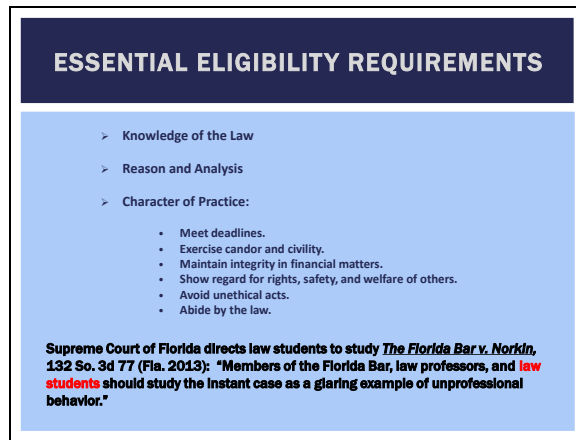 ESSENTIAL ELIGIBILITY REQUIREMENTS
➢ Knowledge of the Law
➢ Reason and Analysis
➢ Character of Practice:
• Meet deadlines.
• Exercise candor and civility.
• Maintain integrity in financial matters.
• Show regard for rights, safety, and welfare of others.
• Avoid unethical acts.
• Abide by the law.
Supreme Court of Florida directs law students to study The Florida Bar v. Norkin,
132 So. 3d 77 (Fla. 2013): “Members of the Florida Bar, law professors, and law
students should study the instant case as a glaring example of unprofessional
behavior.”